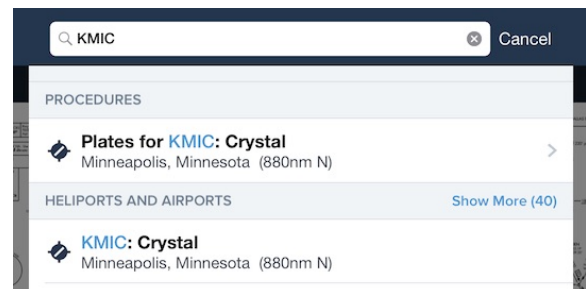 KMIC
Cancel
PROCEDURES
Plates for KMIC: Crystal
Minneapolis, Minnesota (880nm N)
HELIPORTS AND AIRPORTS
Show More (40)
KMIC: Crystal
Minneapolis, Minnesota (880nm N)